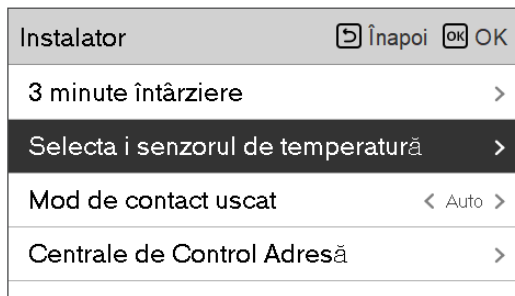 Instalator Înapoi OK OK
3 minute întârziere >
Selecta i senzorul de temperatură >
Mod de contact uscat < Auto >
Centrale de Control Adresă >